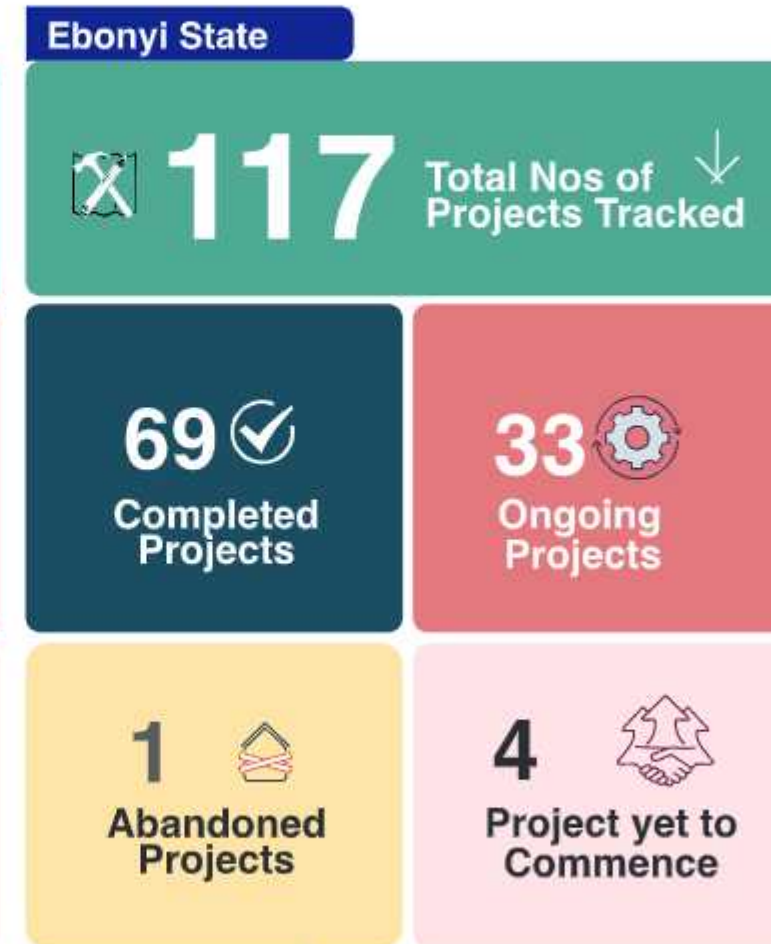 Ebonyi State
117
Total Nos of
Projects Tracked
69
Completed
Projects
33
Ongoing
Projects
1
Abandoned
Projects
4
Project yet to
Commence